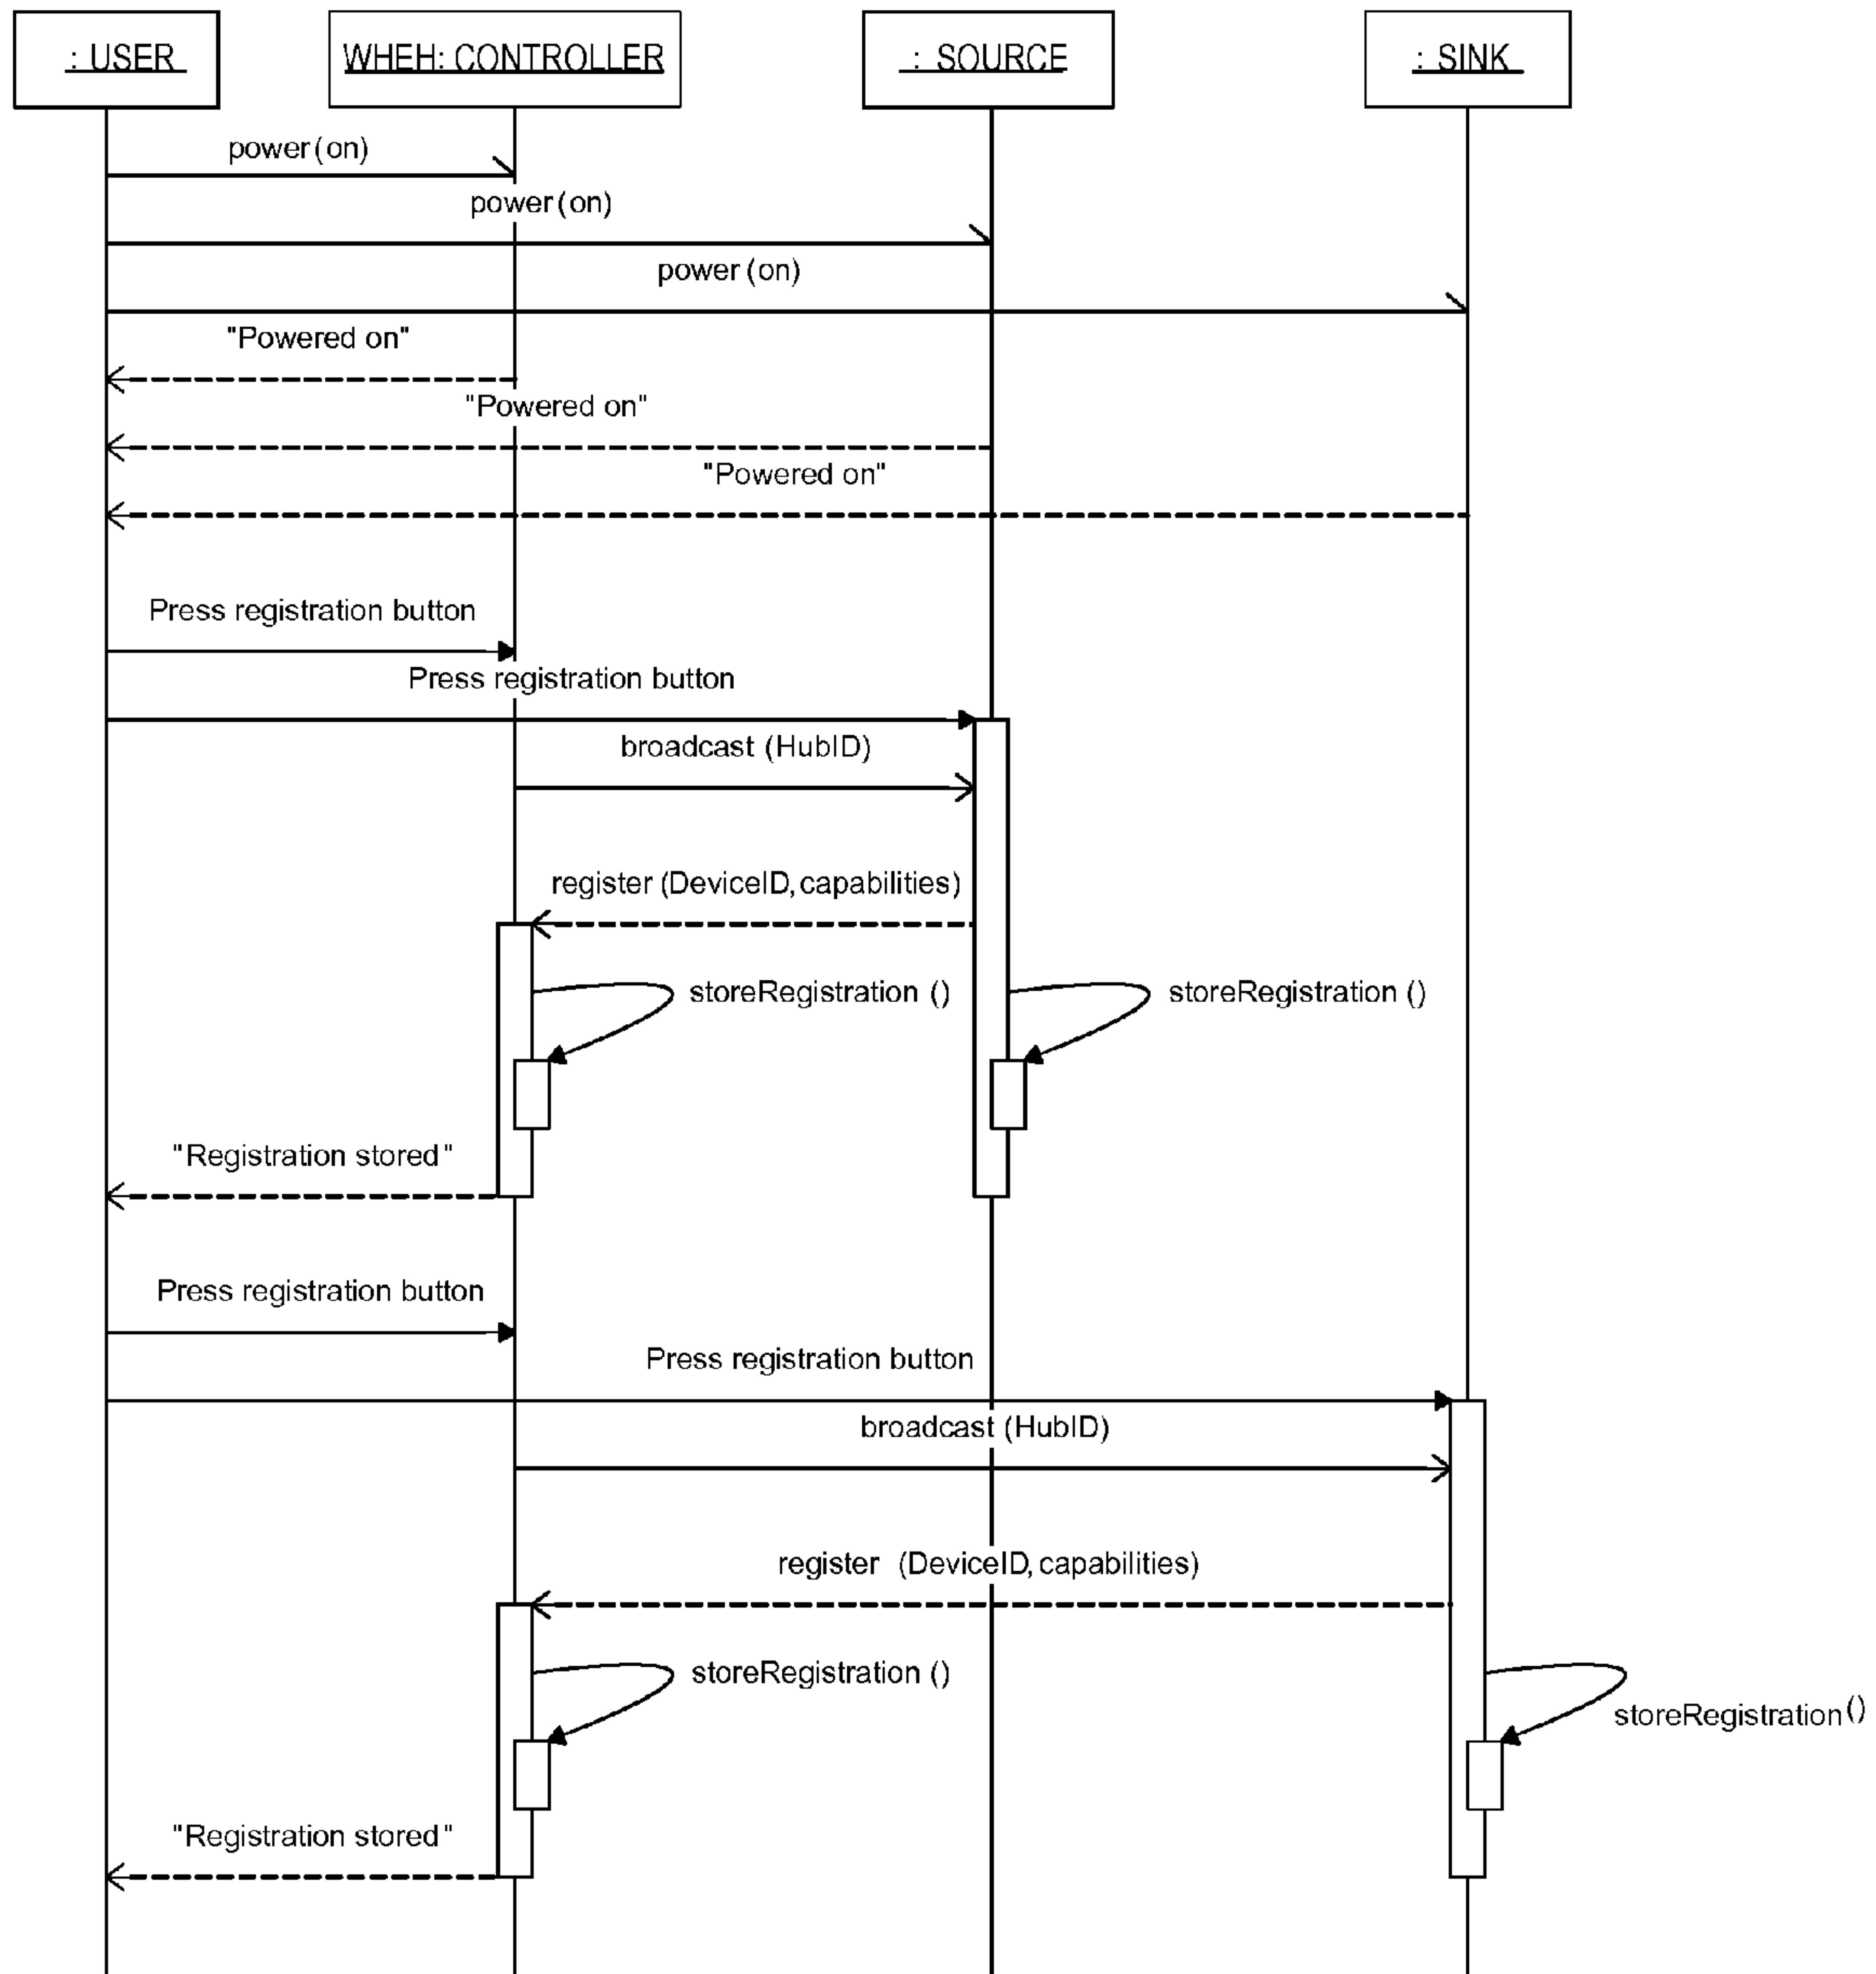 : USER
WHEH: CONTROLLER
: SOURCE
: SINK
power (on)
power (on)
power (on)
"Powered on"
"Powered on"
"Powered on"
Press registration button
Press registration button
broadcast (HubID)
register (DeviceID, capabilities)
storeRegistration ()
storeRegistration ()
"Registration stored"
Press registration button
Press registration button
broadcast (HubID)
register (DeviceID, capabilities)
storeRegistration ()
storeRegistration ()
"Registration stored"